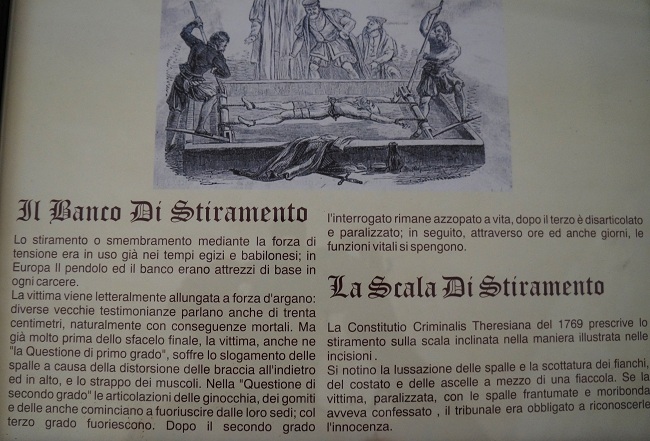 Il Banco Di Stiramento
Lo stiramento o smembramento mediante la forza di
tensione era in uso già nei tempi egizi e babilonesi; in
Europa Il pendolo ed il banco erano attrezzi di base in
ogni carcere.
La vittima viene letteralmente allungata a forza d'argano:
diverse vecchie testimonianze parlano anche di trenta
centimetri, naturalmente con conseguenze mortali. Ma
già molto prima dello sfacelo finale, la vittima, anche ne
"la Questione di primo grado", soffre lo slogamento delle
spalle a causa della distorsione delle braccia all'indietro
ed in alto, e lo strappo dei muscoli. Nella "Questione di
secondo grado" le articolazioni delle ginocchia, dei gomiti
e delle anche cominciano a fuoriuscire dalle loro sedi; col
terzo grado fuoriescono. Dopo il secondo grado
l'interrogato rimane azzopato a vita, dopo il terzo è disarticolato
e paralizzato; in seguito, attraverso ore ed anche giorni, le
funzioni vitali si spengono.
La Scala Di Stiramento
La Constitutio Criminalis Theresiana del 1769 prescrive lo
stiramento sulla scala inclinata nella maniera illustrata nelle
incisioni .
Si notino la lussazione delle spalle e la scottatura dei fianchi,
del costato e delle ascelle a mezzo di una fiaccola. Se la
vittima, paralizzata, con le spalle frantumate e moribonda
avveva confessato , il tribunale era obbligato a riconoscerle
l'innocenza.